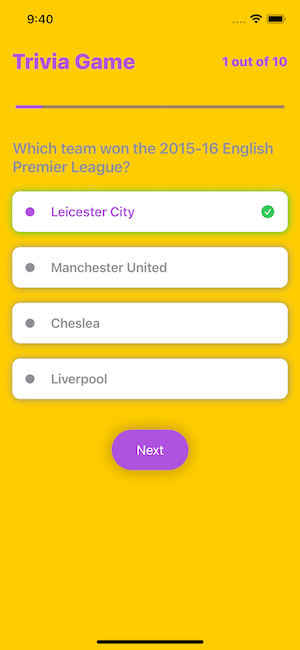 9:40
Trivia Game
1 out of 10
Which team won the 2015-16 English
Premier League?
Leicester City
Manchester United
Cheslea
Liverpool
Next